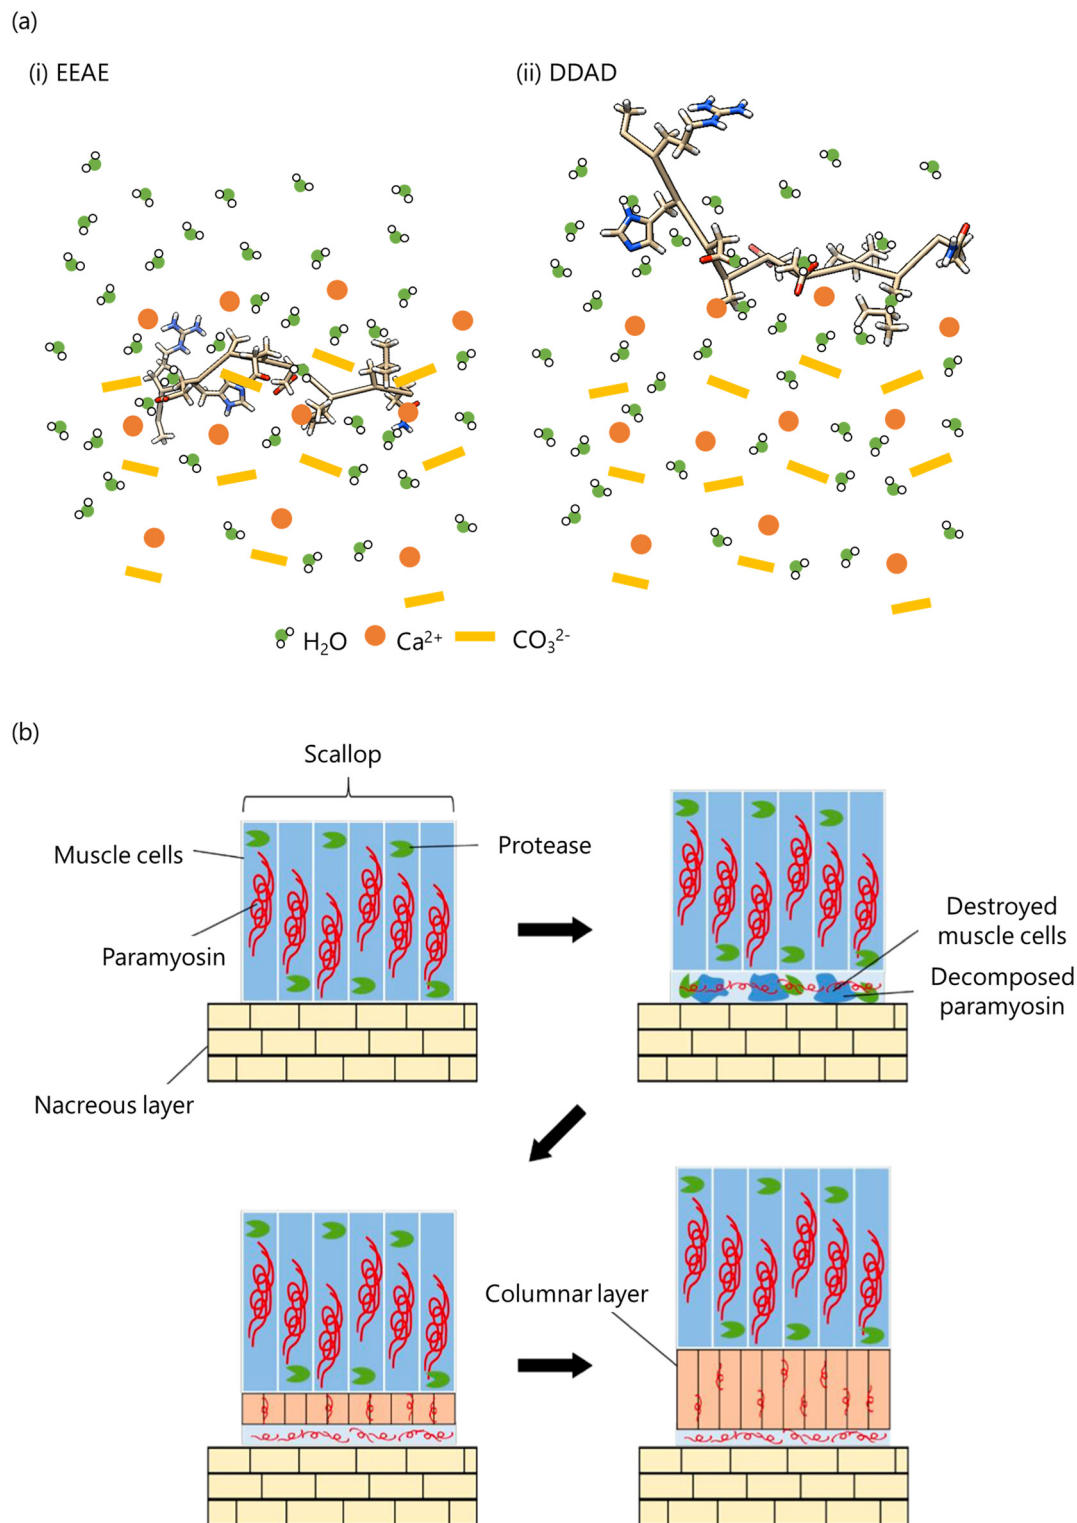 (a)
(i) EEAE
(ii) DDAD
H₂O
Ca²⁺
CO₃²⁻
(b)
Scallop
Muscle cells
Protease
Paramyosin
Nacreous layer
Destroyed
muscle cells
Decomposed
paramyosin
Columnar layer